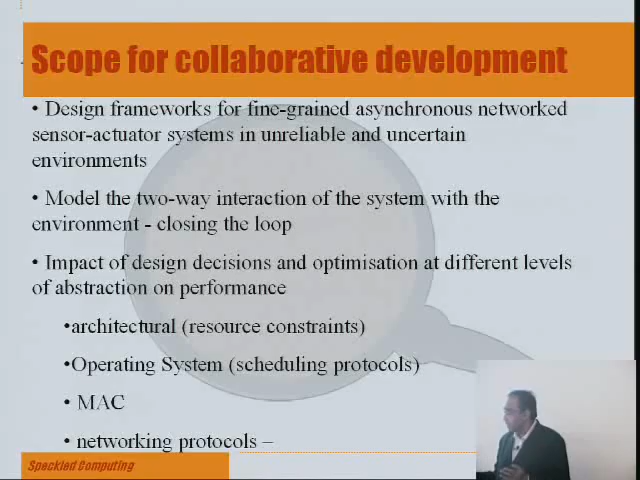 Scope for collaborative development
• Design frameworks for fine-grained asynchronous networked
sensor-actuator systems in unreliable and uncertain
environments
• Model the two-way interaction of the system with the
environment - closing the loop
• Impact of design decisions and optimisation at different levels
of abstraction on performance
•architectural (resource constraints)
•Operating System (scheduling protocols)
• MAC
• networking protocols –
Speckled Computing